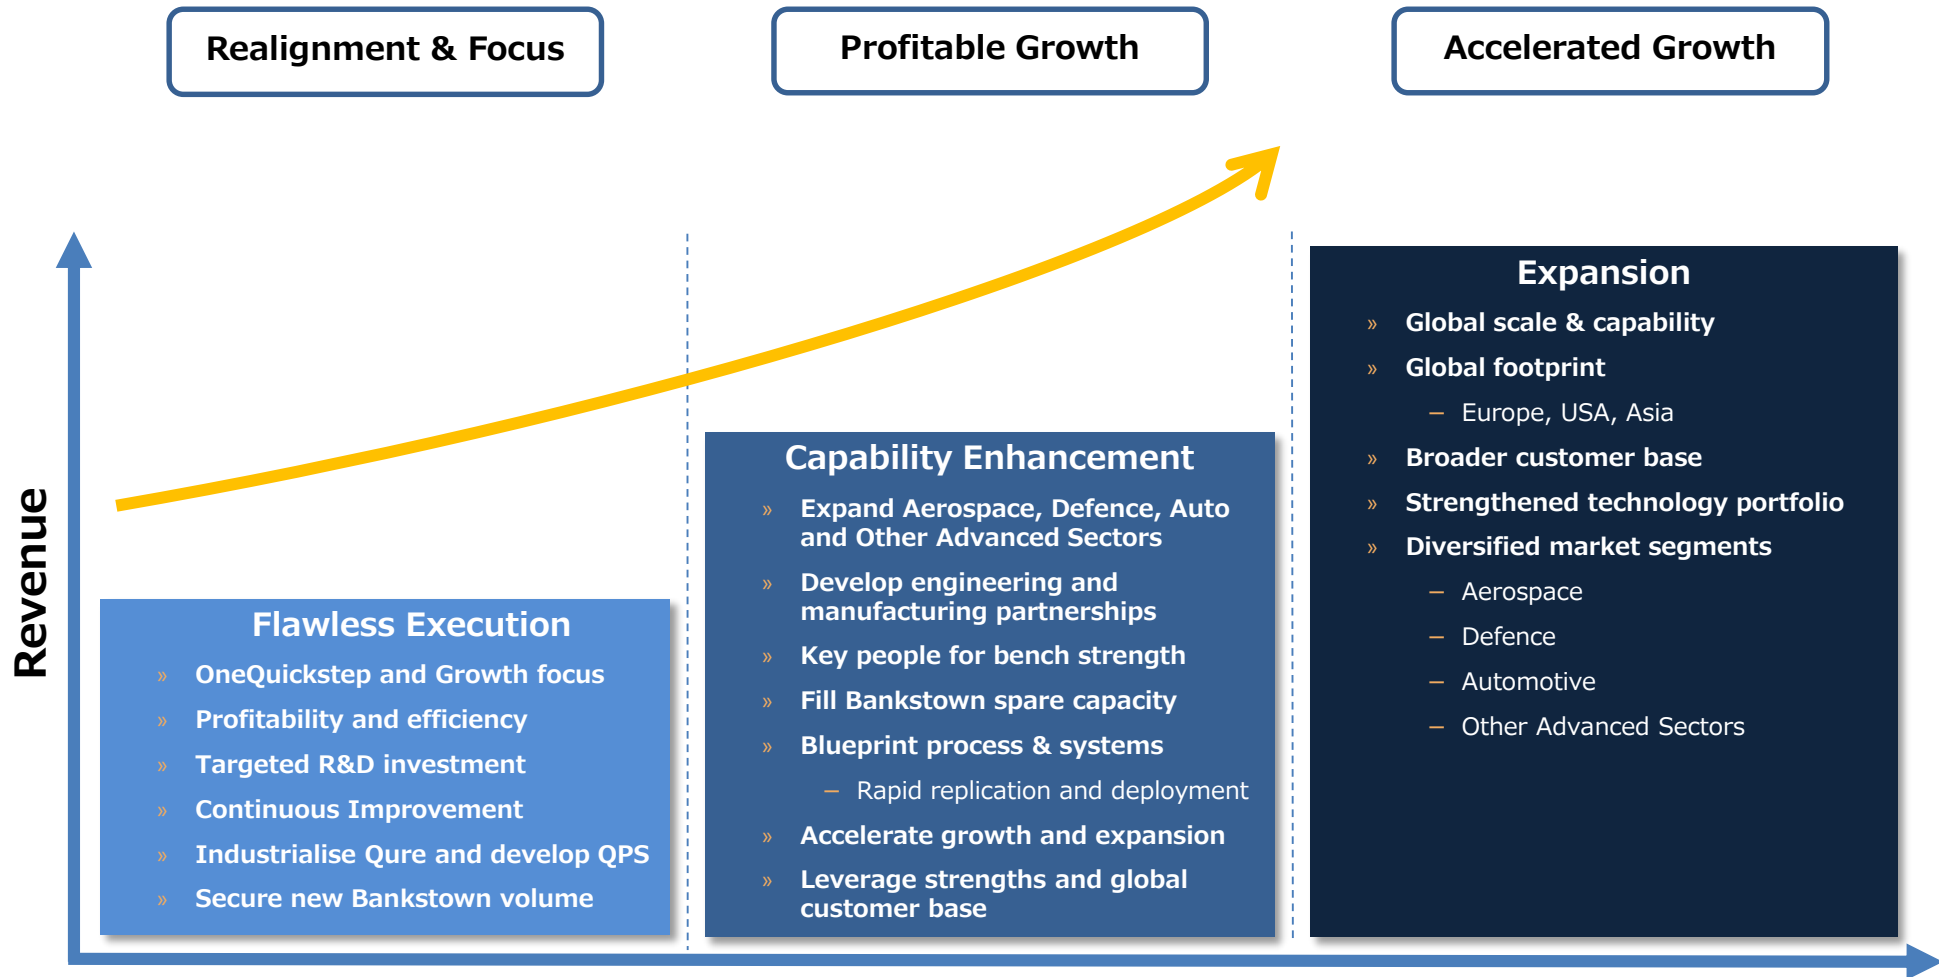 Realignment & Focus
Profitable Growth
Accelerated Growth
Revenue
Flawless Execution
» OneQuickstep and Growth focus
» Profitability and efficiency
» Targeted R&D investment
» Continuous Improvement
» Industrialise Qure and develop QPS
» Secure new Bankstown volume
Capability Enhancement
» Expand Aerospace, Defence, Auto
and Other Advanced Sectors
» Develop engineering and
manufacturing partnerships
» Key people for bench strength
» Fill Bankstown spare capacity
» Blueprint process & systems
– Rapid replication and deployment
» Accelerate growth and expansion
» Leverage strengths and global
customer base
Expansion
» Global scale & capability
» Global footprint
– Europe, USA, Asia
» Broader customer base
» Strengthened technology portfolio
» Diversified market segments
– Aerospace
– Defence
– Automotive
– Other Advanced Sectors